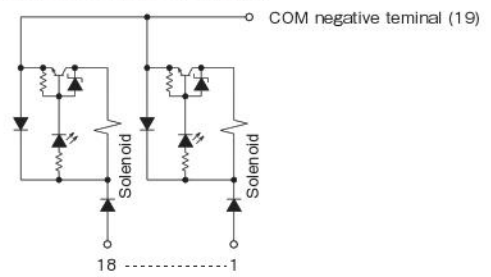 COM negative teminal (19)
Solenoid
Solenoid
18 ----------------1